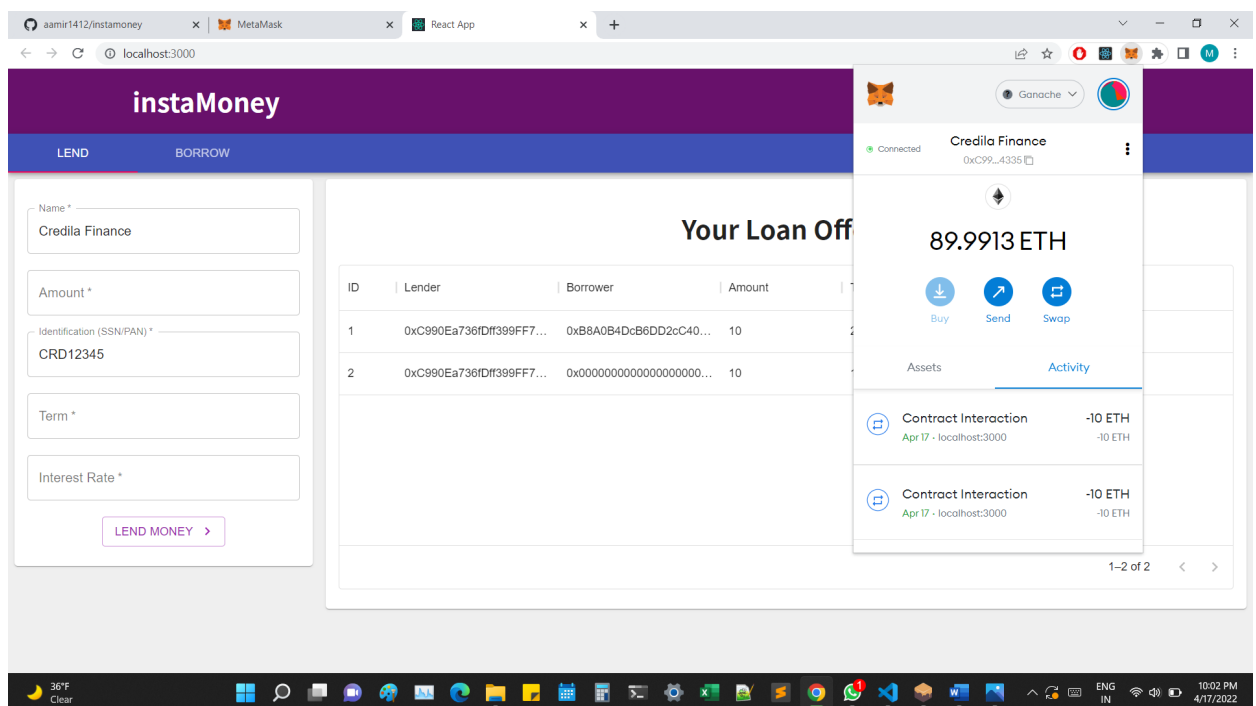 aamir1412/instamoney
MetaMask
React App
localhost:3000
M
instaMoney
LEND
BORROW
Name *
Credila Finance
Amount *
Identification (SSN/PAN) *
CRD12345
Term *
Interest Rate *
LEND MONEY
Your Loan Off
ID Lender Borrower Amount
1 0xC990Ea736fDff399FF7... 0xB8A0B4DcB6DD2cC40... 10
2 0xC990Ea736fDff399FF7... 0x0000000000000000000... 10
1–2 of 2
Ganache
Connected
Credila Finance
0xC99...4335
89.9913 ETH
Buy Send Swap
Assets Activity
Contract Interaction -10 ETH
Apr 17 · localhost:3000 -10 ETH
Contract Interaction -10 ETH
Apr 17 · localhost:3000 -10 ETH
36°F
Clear
1
ENG
IN
10:02 PM
4/17/2022